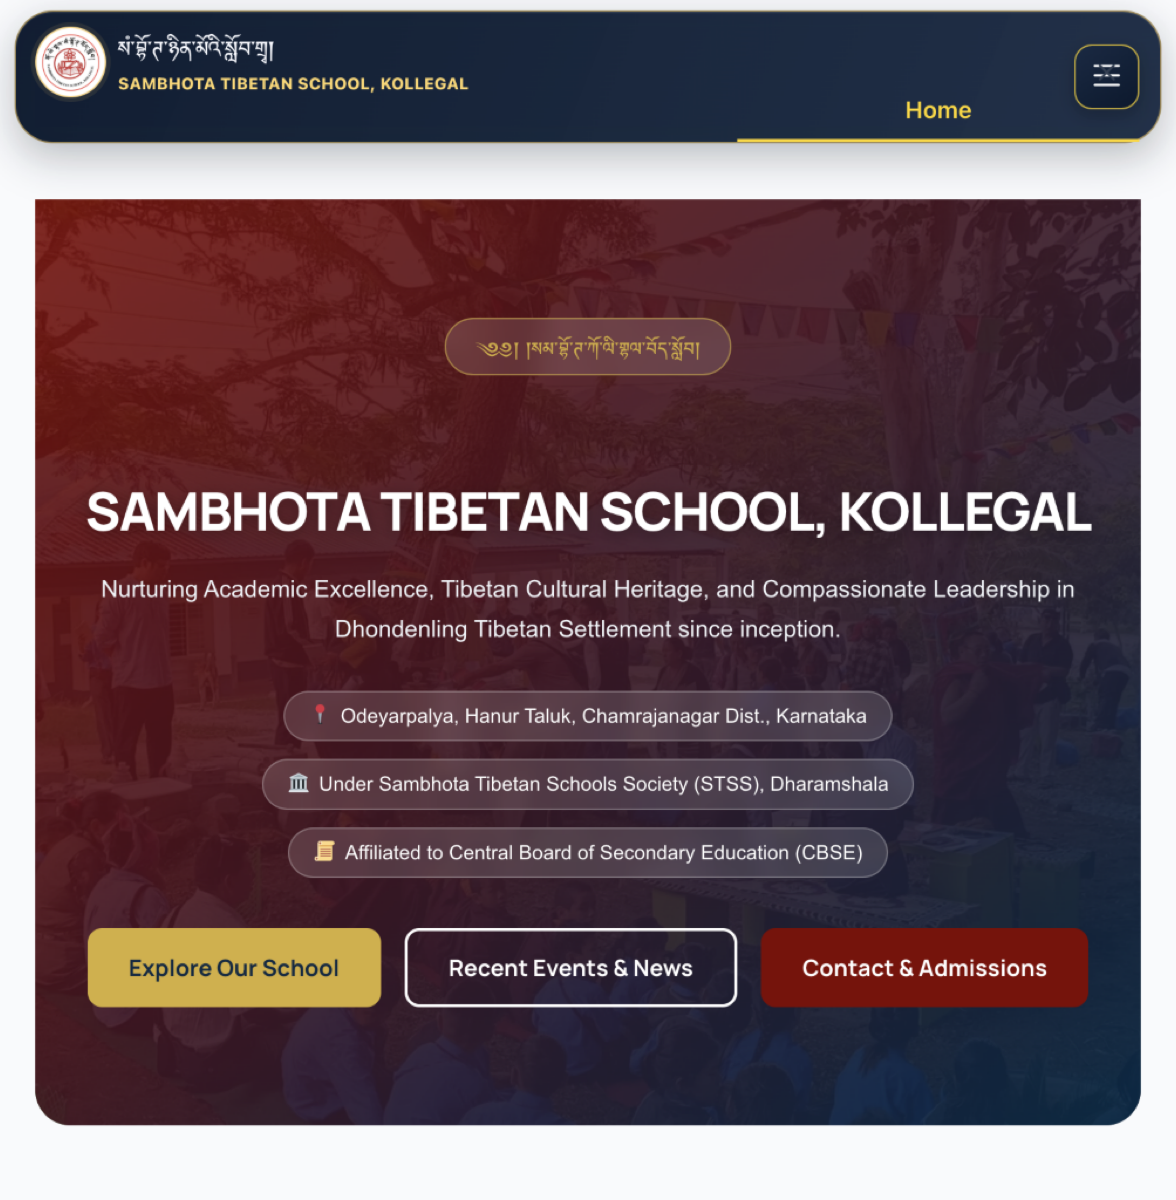 སཾ་བྷོ་ཊ་ཉིན་མོའི་སློབ་གྲྭ།
SAMBHOTA TIBETAN SCHOOL, KOLLEGAL
Home
༄༅། །སམ་བྷོ་ཊ་ཀོ་ལི་གྷལ་བོད་སློབ།
SAMBHOTA TIBETAN SCHOOL, KOLLEGAL
Nurturing Academic Excellence, Tibetan Cultural Heritage, and Compassionate Leadership in
Dhondenling Tibetan Settlement since inception.
Odeyarpalya, Hanur Taluk, Chamrajanagar Dist., Karnataka
Under Sambhota Tibetan Schools Society (STSS), Dharamshala
Affiliated to Central Board of Secondary Education (CBSE)
Explore Our School
Recent Events & News
Contact & Admissions